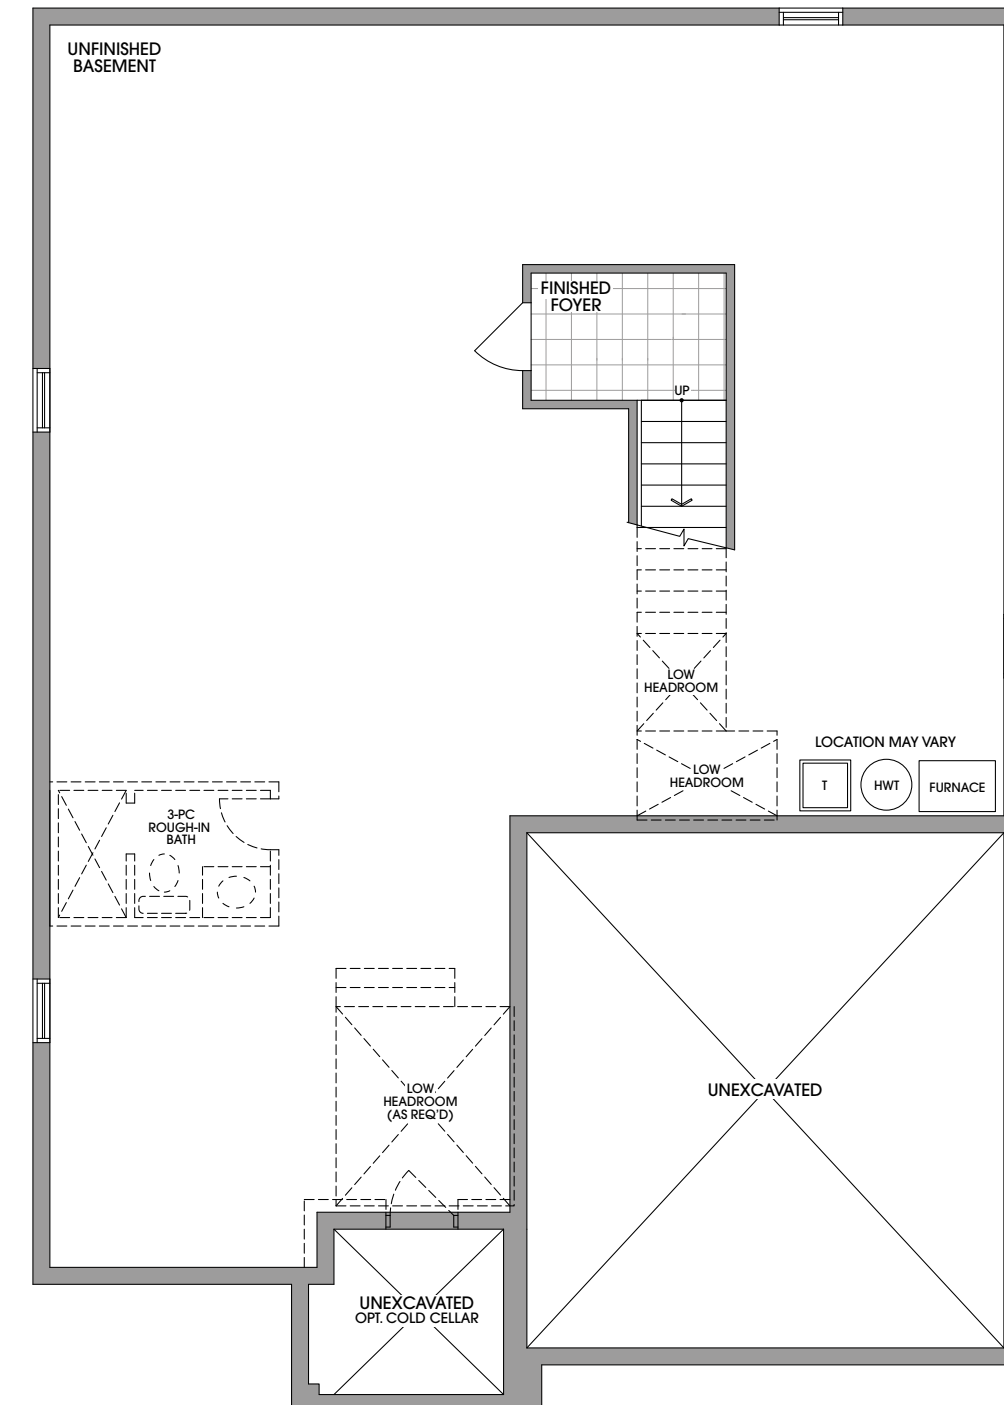 UNFINISHED
BASEMENT
FINISHED
FOYER
UP
LOW
HEADROOM
LOCATION MAY VARY
LOW
HEADROOM
T
HWT
FURNACE
3-PC
ROUGH-IN
BATH
LOW
HEADROOM
(AS REQ'D)
UNEXCAVATED
UNEXCAVATED
OPT. COLD CELLAR